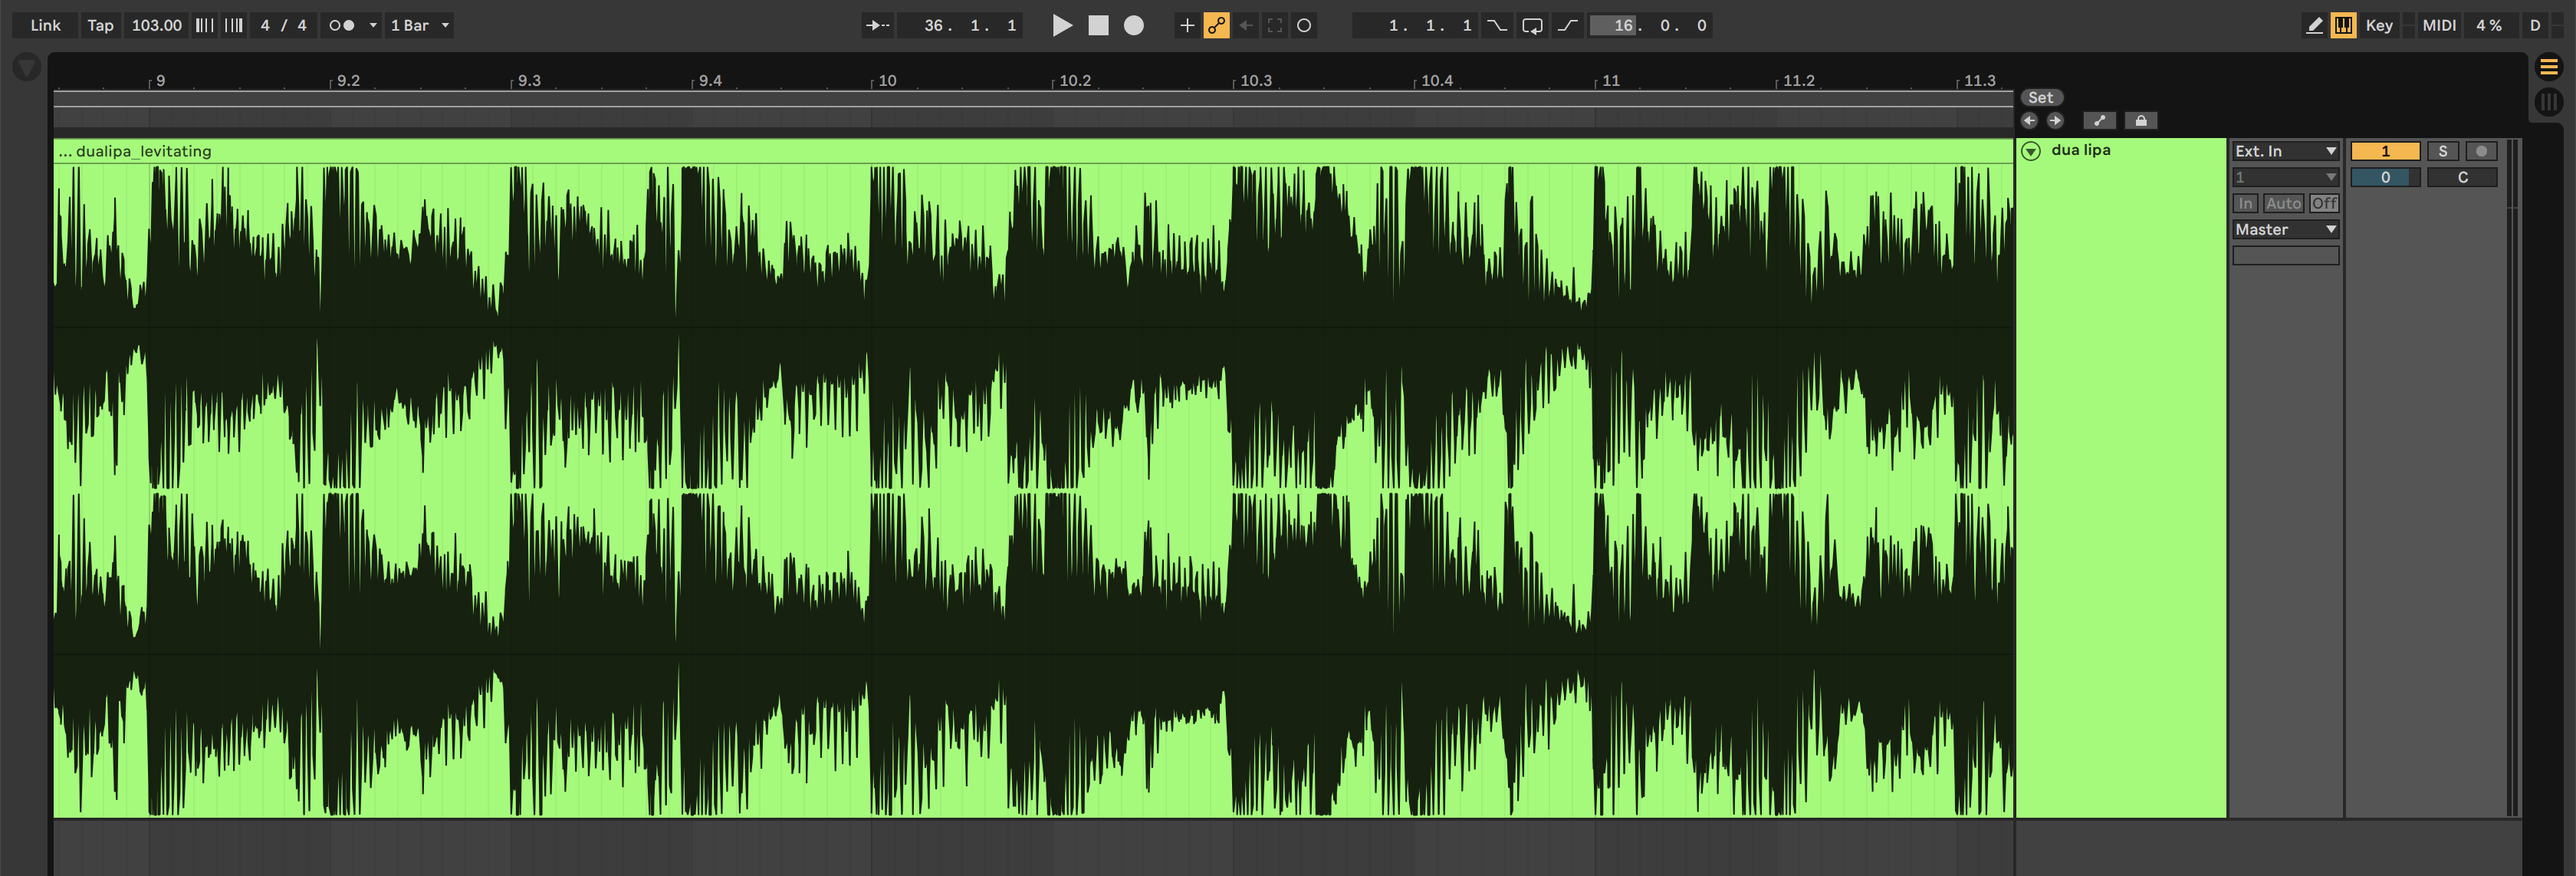 Link Tap 103.00 4 / 4 1 Bar 36. 1. 1 1. 1. 1 16. 0. 0 Key MIDI 4 % D
9 9.2 9.3 9.4 10 10.2 10.3 10.4 11 11.2 11.3
Set
... dualipa_levitating dua lipa Ext. In 1 S
1 0 C
In Auto Off
Master